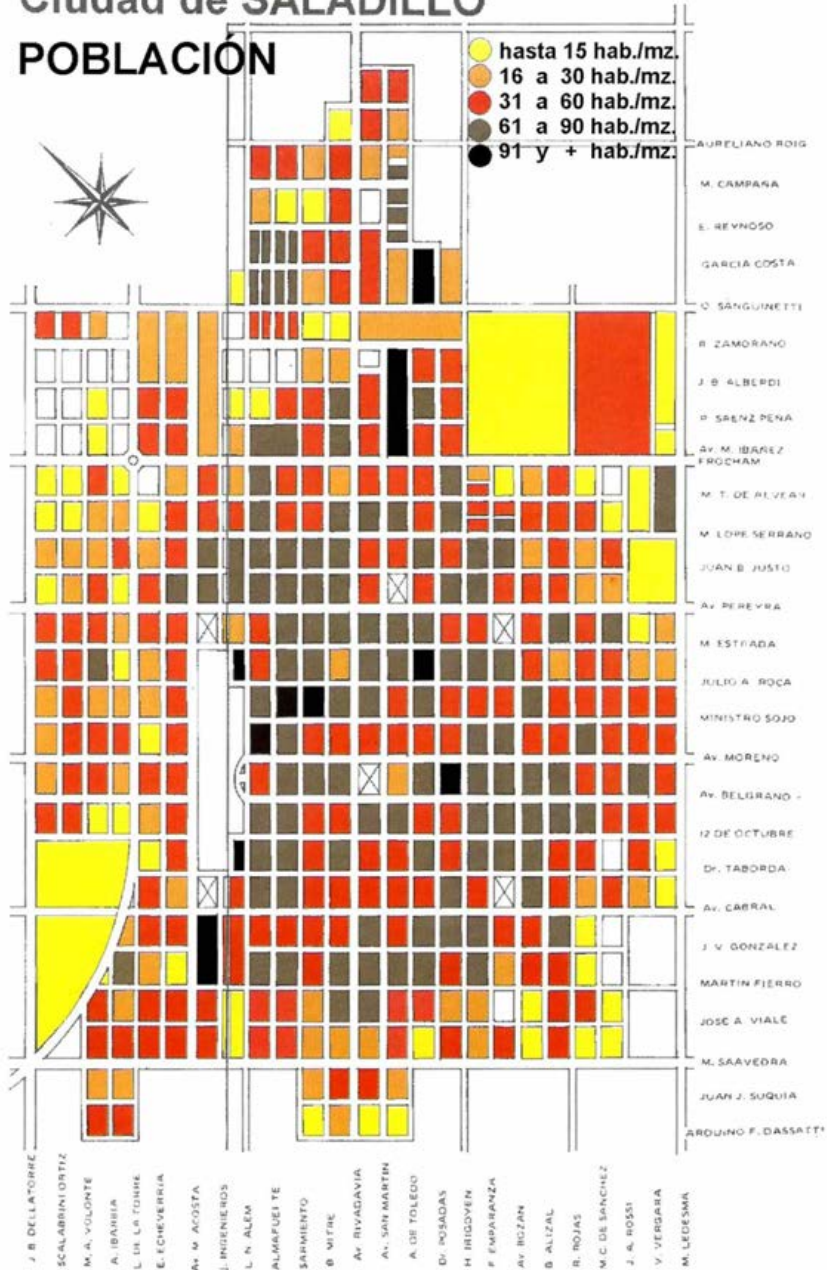 Ciudad de SALADILLO
POBLACIÓN
hasta 15 hab./mz.
16 a 30 hab./mz.
31 a 60 hab./mz.
61 a 90 hab./mz.
91 y + hab./mz.
AURELIANO ROIG
M. CAMPAÑA
E. REYNOSO
GARCIA COSTA
O. SANGUINETTI
R. ZAMORANO
J. B. ALBERDI
P. SAENZ PEÑA
Av. M. IBAÑEZ
FROCHAM
M. T. DE ALVEAR
M. LOPE SERRANO
JUAN B. JUSTO
Av. PEREYRA
M. ESTRADA
JULIO A. ROCA
MINISTRO SOJO
Av. MORENO
Av. BELGRANO
12 DE OCTUBRE
Dr. TABORDA
Av. CABRAL
J. V. GONZALEZ
MARTIN FIERRO
JOSE A. VIALE
M. SAAVEDRA
JUAN J. SUQUIA
ARDUINO F. DASSATTI
J. B. DELLATORRE
SCALABRINI ORTIZ
M. A. VOLONTE
A. IBARBIA
L. DE LA TORRE
E. ECHEVERRIA
Av. M. ACOSTA
J. INGENIEROS
L. N. ALEM
ALMAFUERTE
SARMIENTO
B. MITRE
Av. RIVADAVIA
Av. SAN MARTIN
A. DE TOLEDO
Dr. POSADAS
H. IRIGOYEN
F. EMPARANZA
Av. BOZAN
B. ALIZAL
R. ROJAS
M.C. DE SANCHEZ
J. A. ROSSI
V. VERGARA
M. LEDESMA